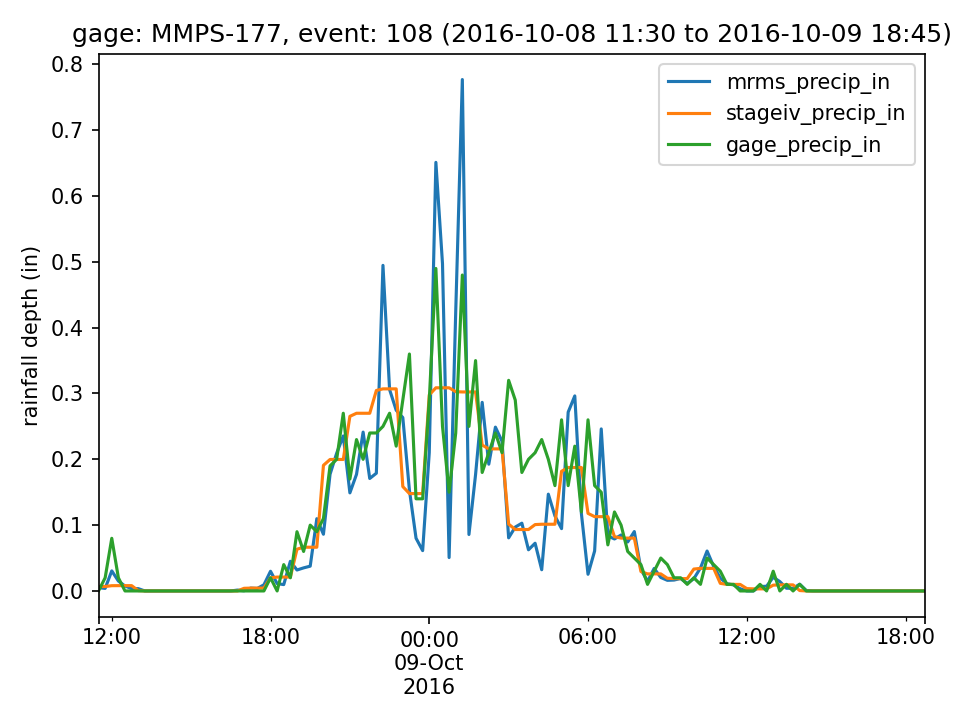 gage: MMPS-177, event: 108 (2016-10-08 11:30 to 2016-10-09 18:45)
mrms_precip_in
stageiv_precip_in
gage_precip_in
rainfall depth (in)
0.8
0.7
0.6
0.5
0.4
0.3
0.2
0.1
0.0
12:00 18:00 00:00 06:00 12:00 18:00
09-Oct
2016